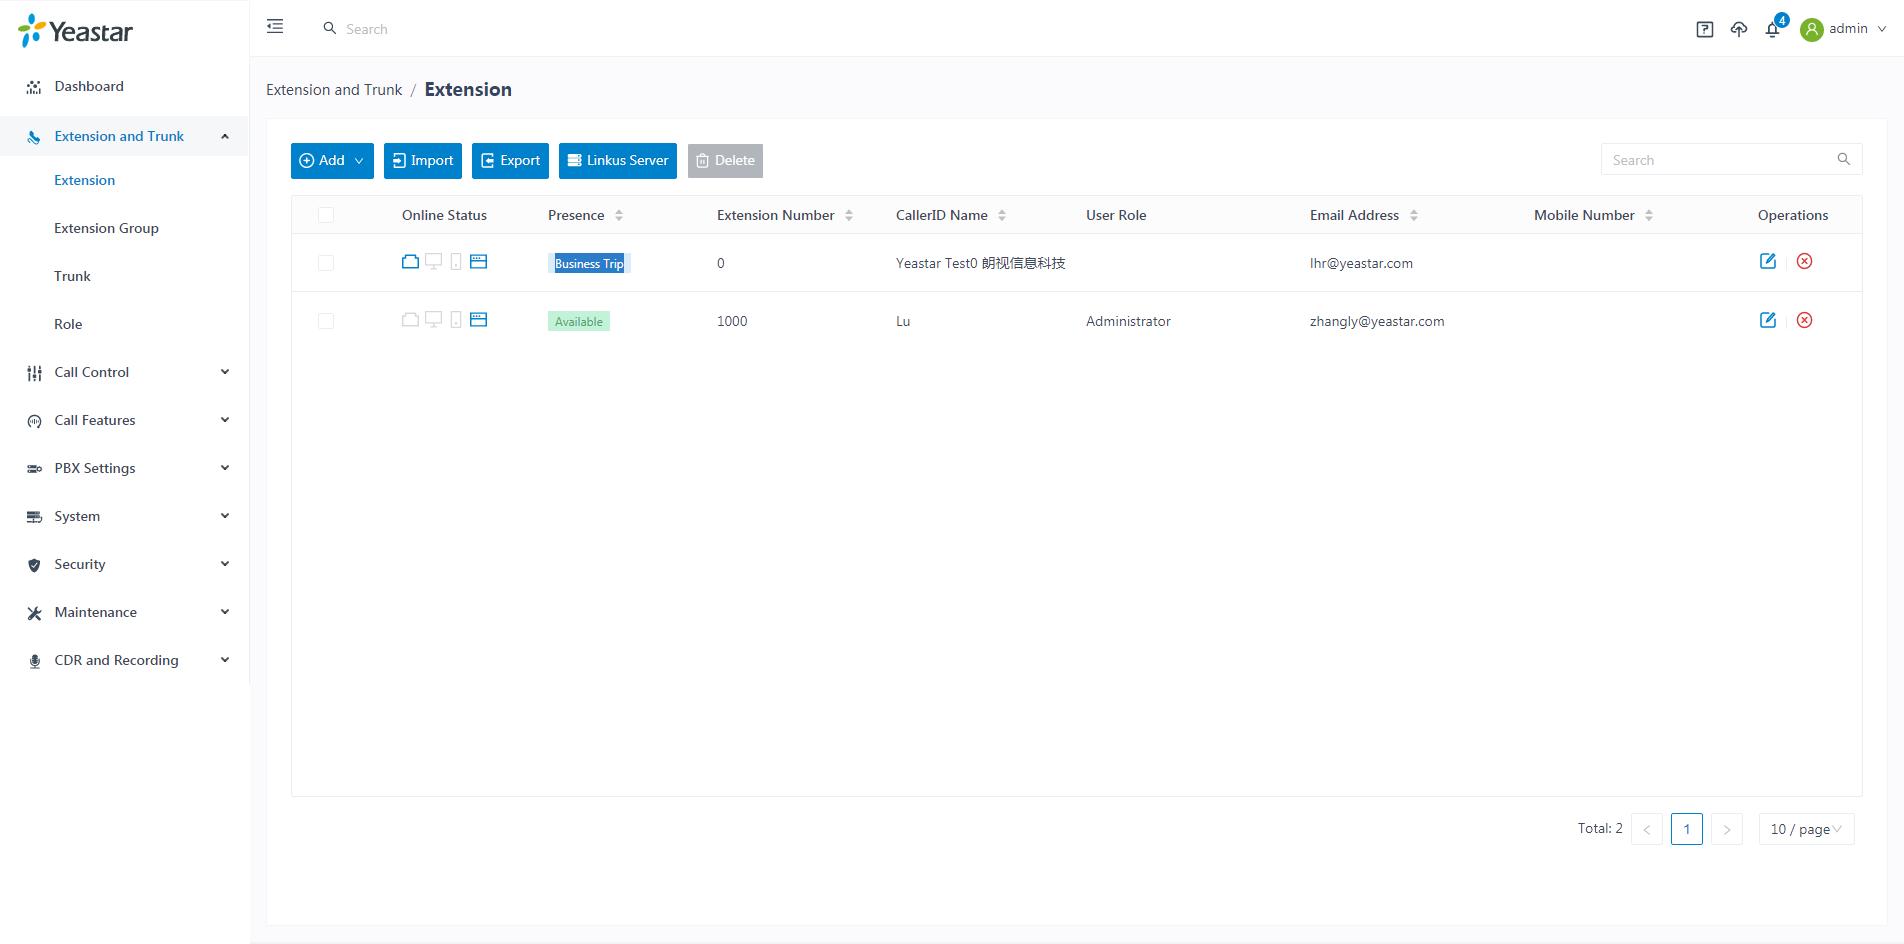 Yeastar
Search
4
admin
Dashboard
Extension and Trunk
Extension
Extension Group
Trunk
Role
Call Control
Call Features
PBX Settings
System
Security
Maintenance
CDR and Recording
Extension and Trunk / Extension
Add Import Export Linkus Server Delete Search
Online Status Presence Extension Number CallerID Name User Role Email Address Mobile Number Operations
Business Trip 0 Yeastar Test0 朗视信息科技 lhr@yeastar.com
Available 1000 Lu Administrator zhangly@yeastar.com
Total: 2 < 1 > 10 / page